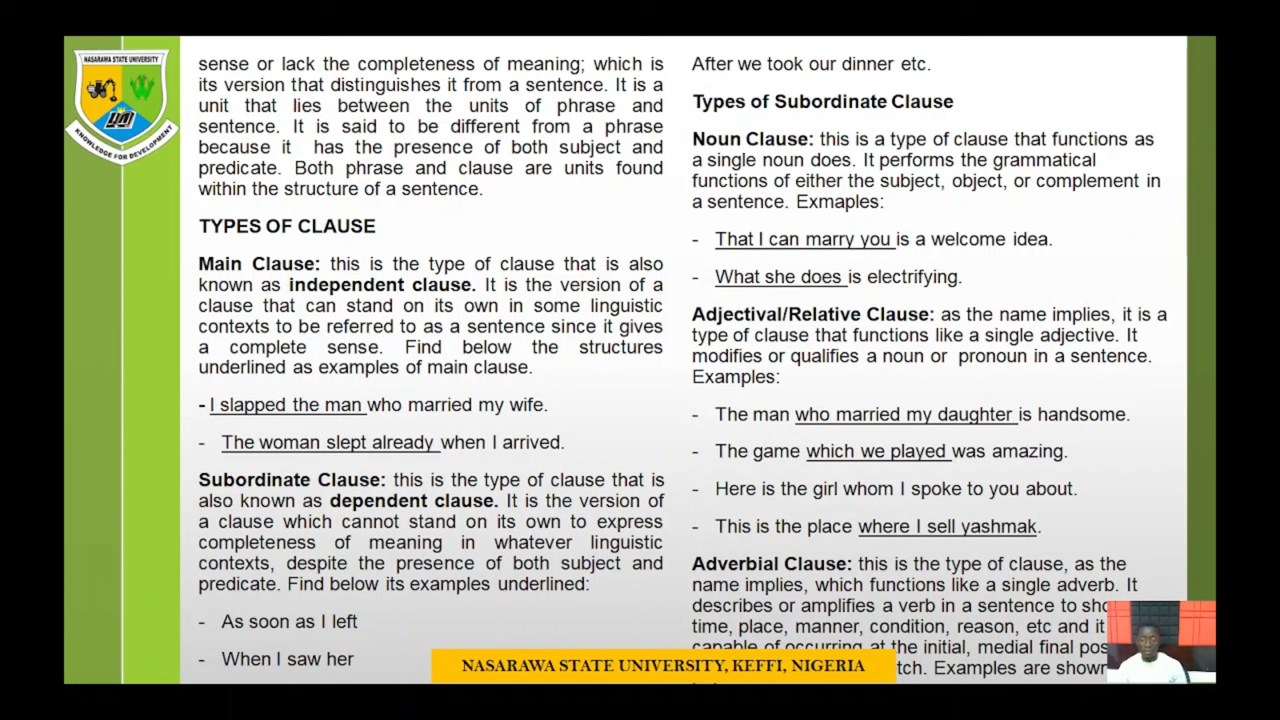 NASARAWA STATE UNIVERSITY
KNOWLEDGE FOR DEVELOPMENT
sense or lack the completeness of meaning; which is
its version that distinguishes it from a sentence. It is a
unit that lies between the units of phrase and
sentence. It is said to be different from a phrase
because it has the presence of both subject and
predicate. Both phrase and clause are units found
within the structure of a sentence.
TYPES OF CLAUSE
Main Clause: this is the type of clause that is also
known as independent clause. It is the version of a
clause that can stand on its own in some linguistic
contexts to be referred to as a sentence since it gives
a complete sense. Find below the structures
underlined as examples of main clause.
- I slapped the man who married my wife.
- The woman slept already when I arrived.
Subordinate Clause: this is the type of clause that is
also known as dependent clause. It is the version of
a clause which cannot stand on its own to express
completeness of meaning in whatever linguistic
contexts, despite the presence of both subject and
predicate. Find below its examples underlined:
- As soon as I left
- When I saw her
After we took our dinner etc.
Types of Subordinate Clause
Noun Clause: this is a type of clause that functions as
a single noun does. It performs the grammatical
functions of either the subject, object, or complement in
a sentence. Exmaples:
- That I can marry you is a welcome idea.
- What she does is electrifying.
Adjectival/Relative Clause: as the name implies, it is a
type of clause that functions like a single adjective. It
modifies or qualifies a noun or pronoun in a sentence.
Examples:
- The man who married my daughter is handsome.
- The game which we played was amazing.
- Here is the girl whom I spoke to you about.
- This is the place where I sell yashmak.
Adverbial Clause: this is the type of clause, as the
name implies, which functions like a single adverb. It
describes or amplifies a verb in a sentence to
time, place, manner, condition, reason, etc and it
capable of occurring at the initial, medial final
Examples are shown
NASARAWA STATE UNIVERSITY, KEFFI, NIGERIA